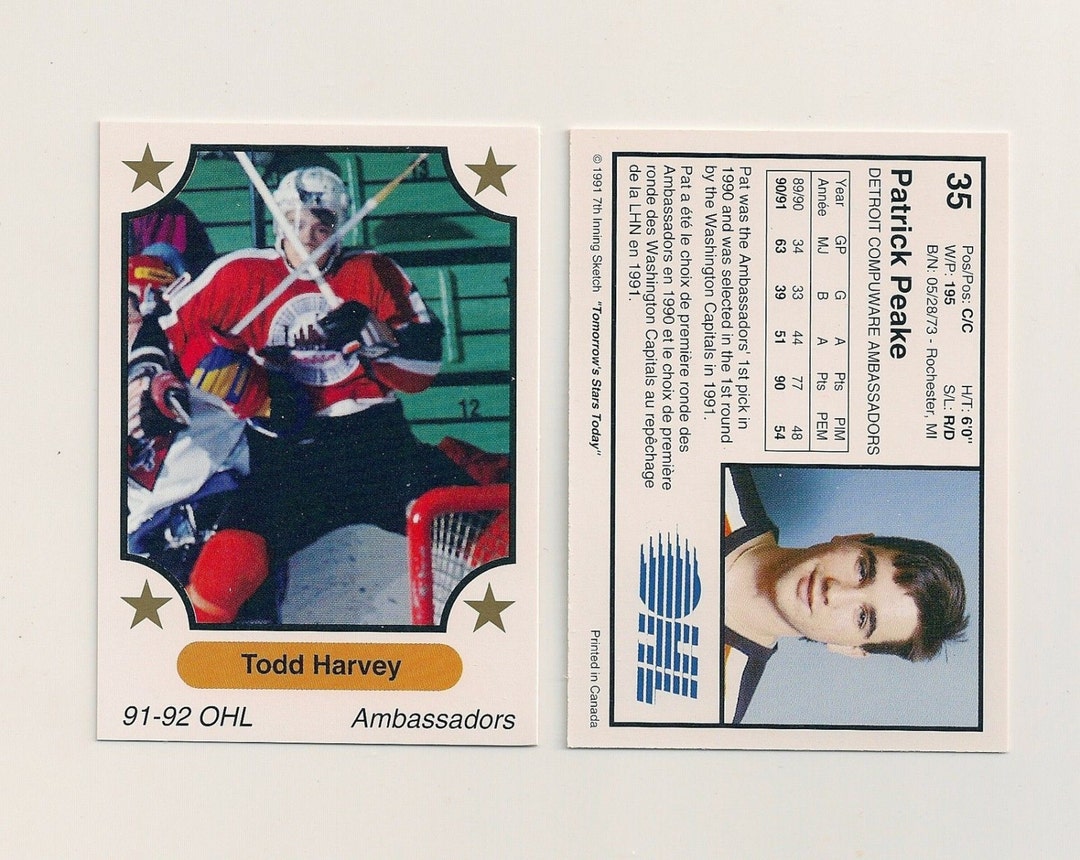 Todd Harvey
91-92 OHL
Ambassadors
12
35
Pos/Pos: C/C
H/T: 6'0"
W/P: 195
S/L: R/D
B/N: 05/28/73 - Rochester, MI
Patrick Peake
DETROIT COMPUWARE AMBASSADORS
Year GP G A Pts PIM
Année MJ B A Pts PEM
89/90 34 33 44 77 48
90/91 63 39 51 90 54
Pat was the Ambassadors' 1st pick in
1990 and was selected in the 1st round
by the Washington Capitals in 1991.
Pat a été le choix de première ronde des
Ambassadors en 1990 et le choix de première
ronde des Washington Capitals au repêchage
de la LHN en 1991.
OHL
© 1991 7th Inning Sketch "Tomorrow's Stars Today"
Printed in Canada